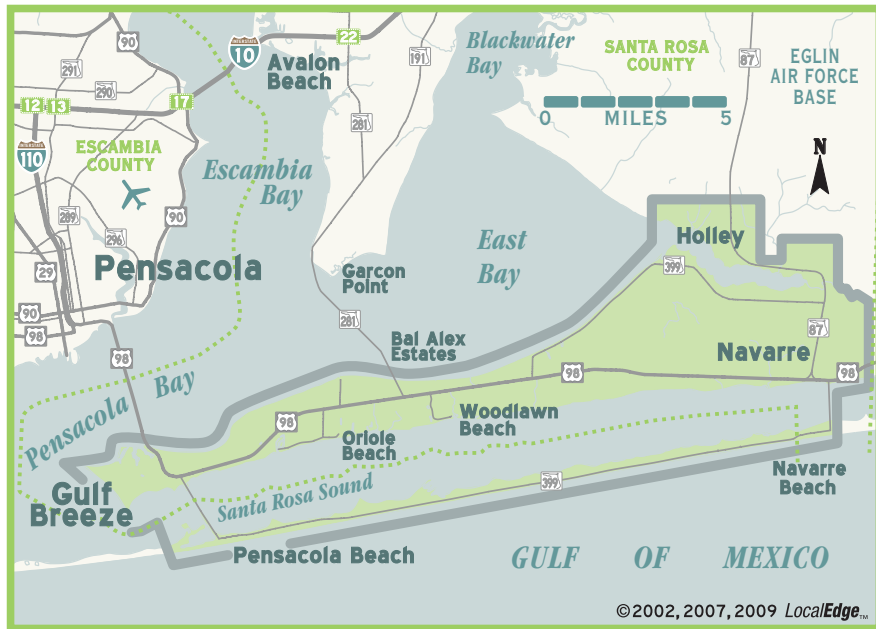 90
10
22
Avalon
Beach
191
Blackwater
Bay
SANTA ROSA
COUNTY
87
EGLIN
AIR FORCE
BASE
291
290
12
13
17
281
0
MILES
5
110
ESCAMBIA
COUNTY
Escambia
Bay
N
289
296
90
29
Pensacola
East
Bay
Holley
399
Garcon
Point
90
98
281
98
Bal Alex
Estates
87
Navarre
98
98
Pensacola Bay
98
Woodlawn
Beach
Oriole
Beach
Gulf
Breeze
Santa Rosa Sound
399
Navarre
Beach
Pensacola Beach
GULF OF MEXICO
©2002, 2007, 2009 LocalEdge™